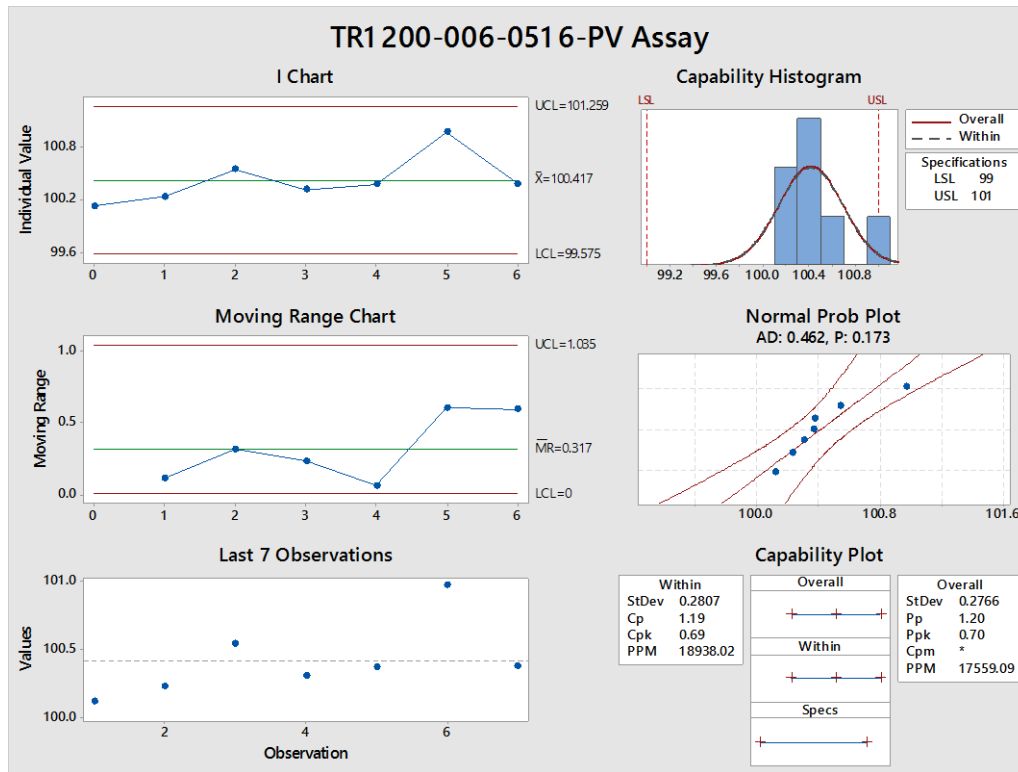 TR1200-006-0516-PV Assay
I Chart
Individual Value
100.8
100.2
99.6
0 1 2 3 4 5 6
UCL=101.259
X̄=100.417
LCL=99.575
Capability Histogram
LSL USL
99.2 99.6 100.0 100.4 100.8
Overall
Within
Specifications
LSL 99
USL 101
Moving Range Chart
Moving Range
1.0
0.5
0.0
0 1 2 3 4 5 6
UCL=1.035
M̅R̅=0.317
LCL=0
Normal Prob Plot
AD: 0.462, P: 0.173
100.0 100.8 101.6
Last 7 Observations
Values
101.0
100.5
100.0
2 4 6
Observation
Capability Plot
Within
StDev 0.2807
Cp 1.19
Cpk 0.69
PPM 18938.02
Overall
Within
Specs
Overall
StDev 0.2766
Pp 1.20
Ppk 0.70
Cpm *
PPM 17559.09